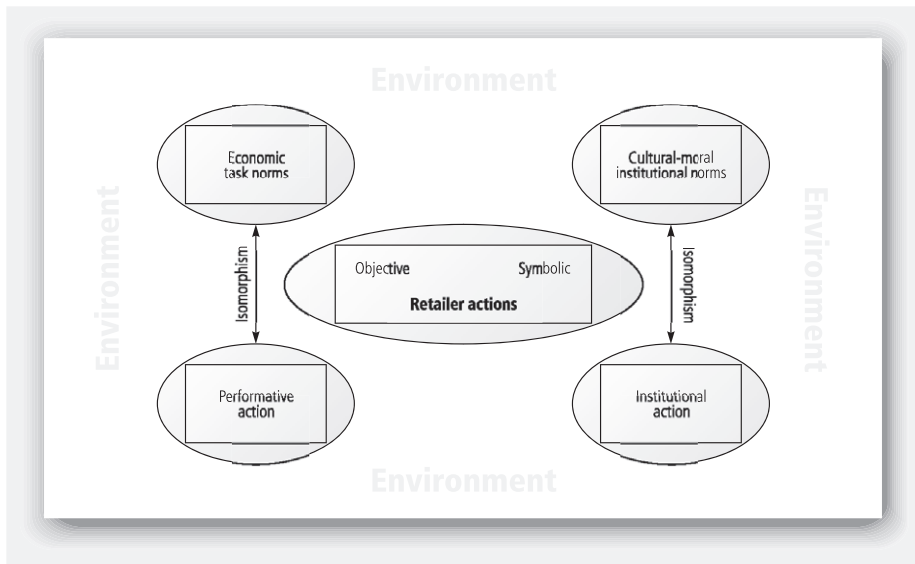 Environment
Economic
task norms
Cultural-moral
institutional norms
Environment
Environment
Isomorphism
Objective
Symbolic
Retailer actions
Isomorphism
Performative
action
Institutional
action
Environment